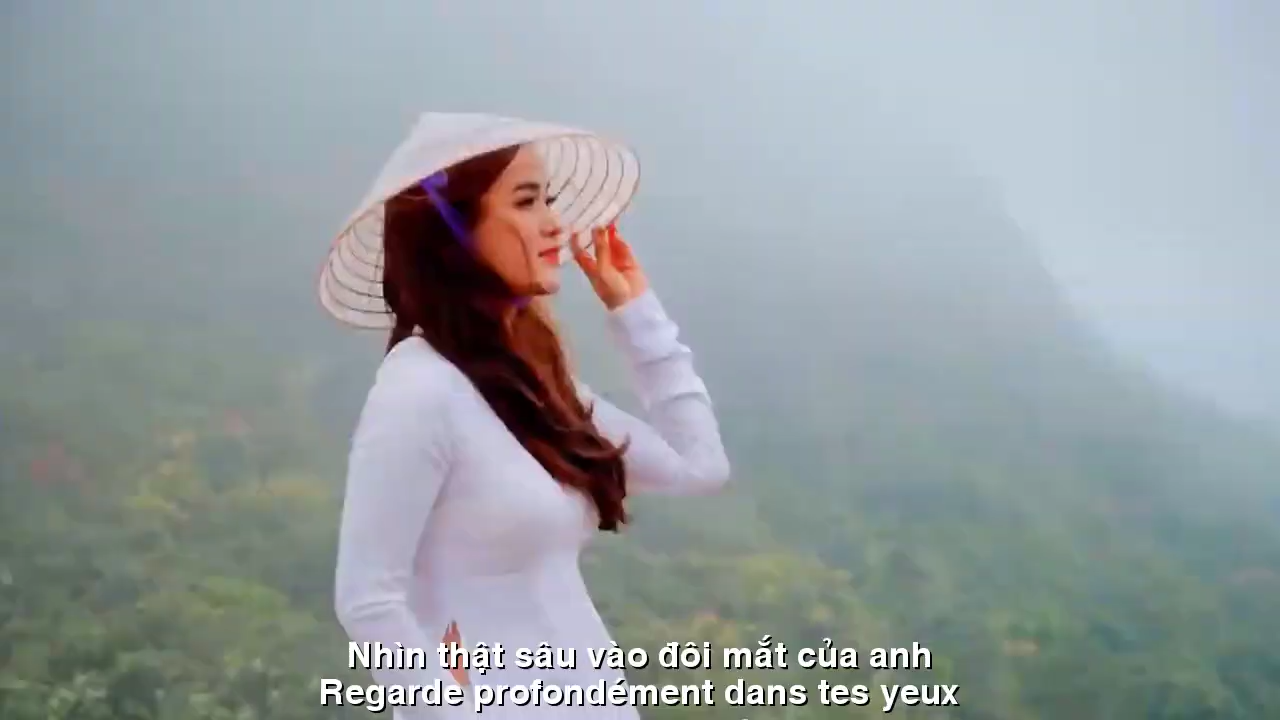 Nhìn thật sâu vào đôi mắt của anh
Regarde profondément dans tes yeux